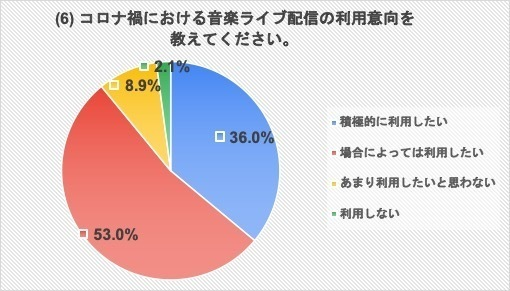 (6) コロナ禍における音楽ライブ配信の利用意向を
教えてください。
2.1%
8.9%
36.0%
53.0%
積極的に利用したい
場合によっては利用したい
あまり利用したいと思わない
利用しない